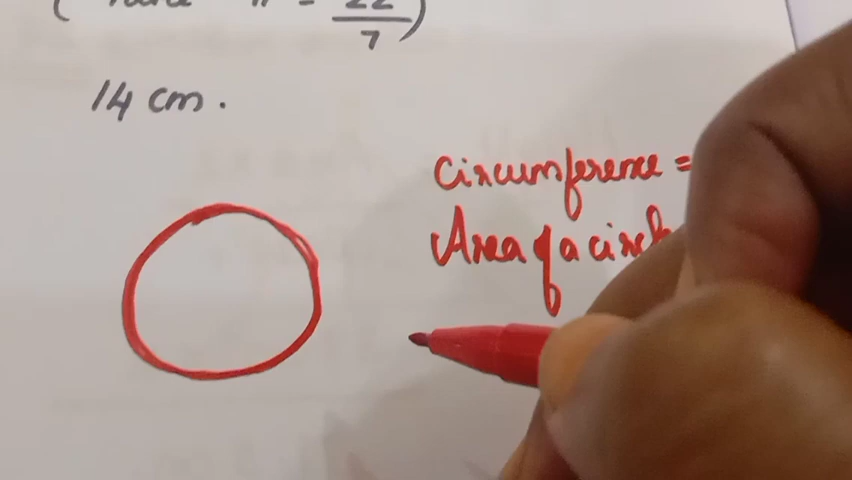 π = 22/7)
14 cm.
Circumference =
Area of a circle